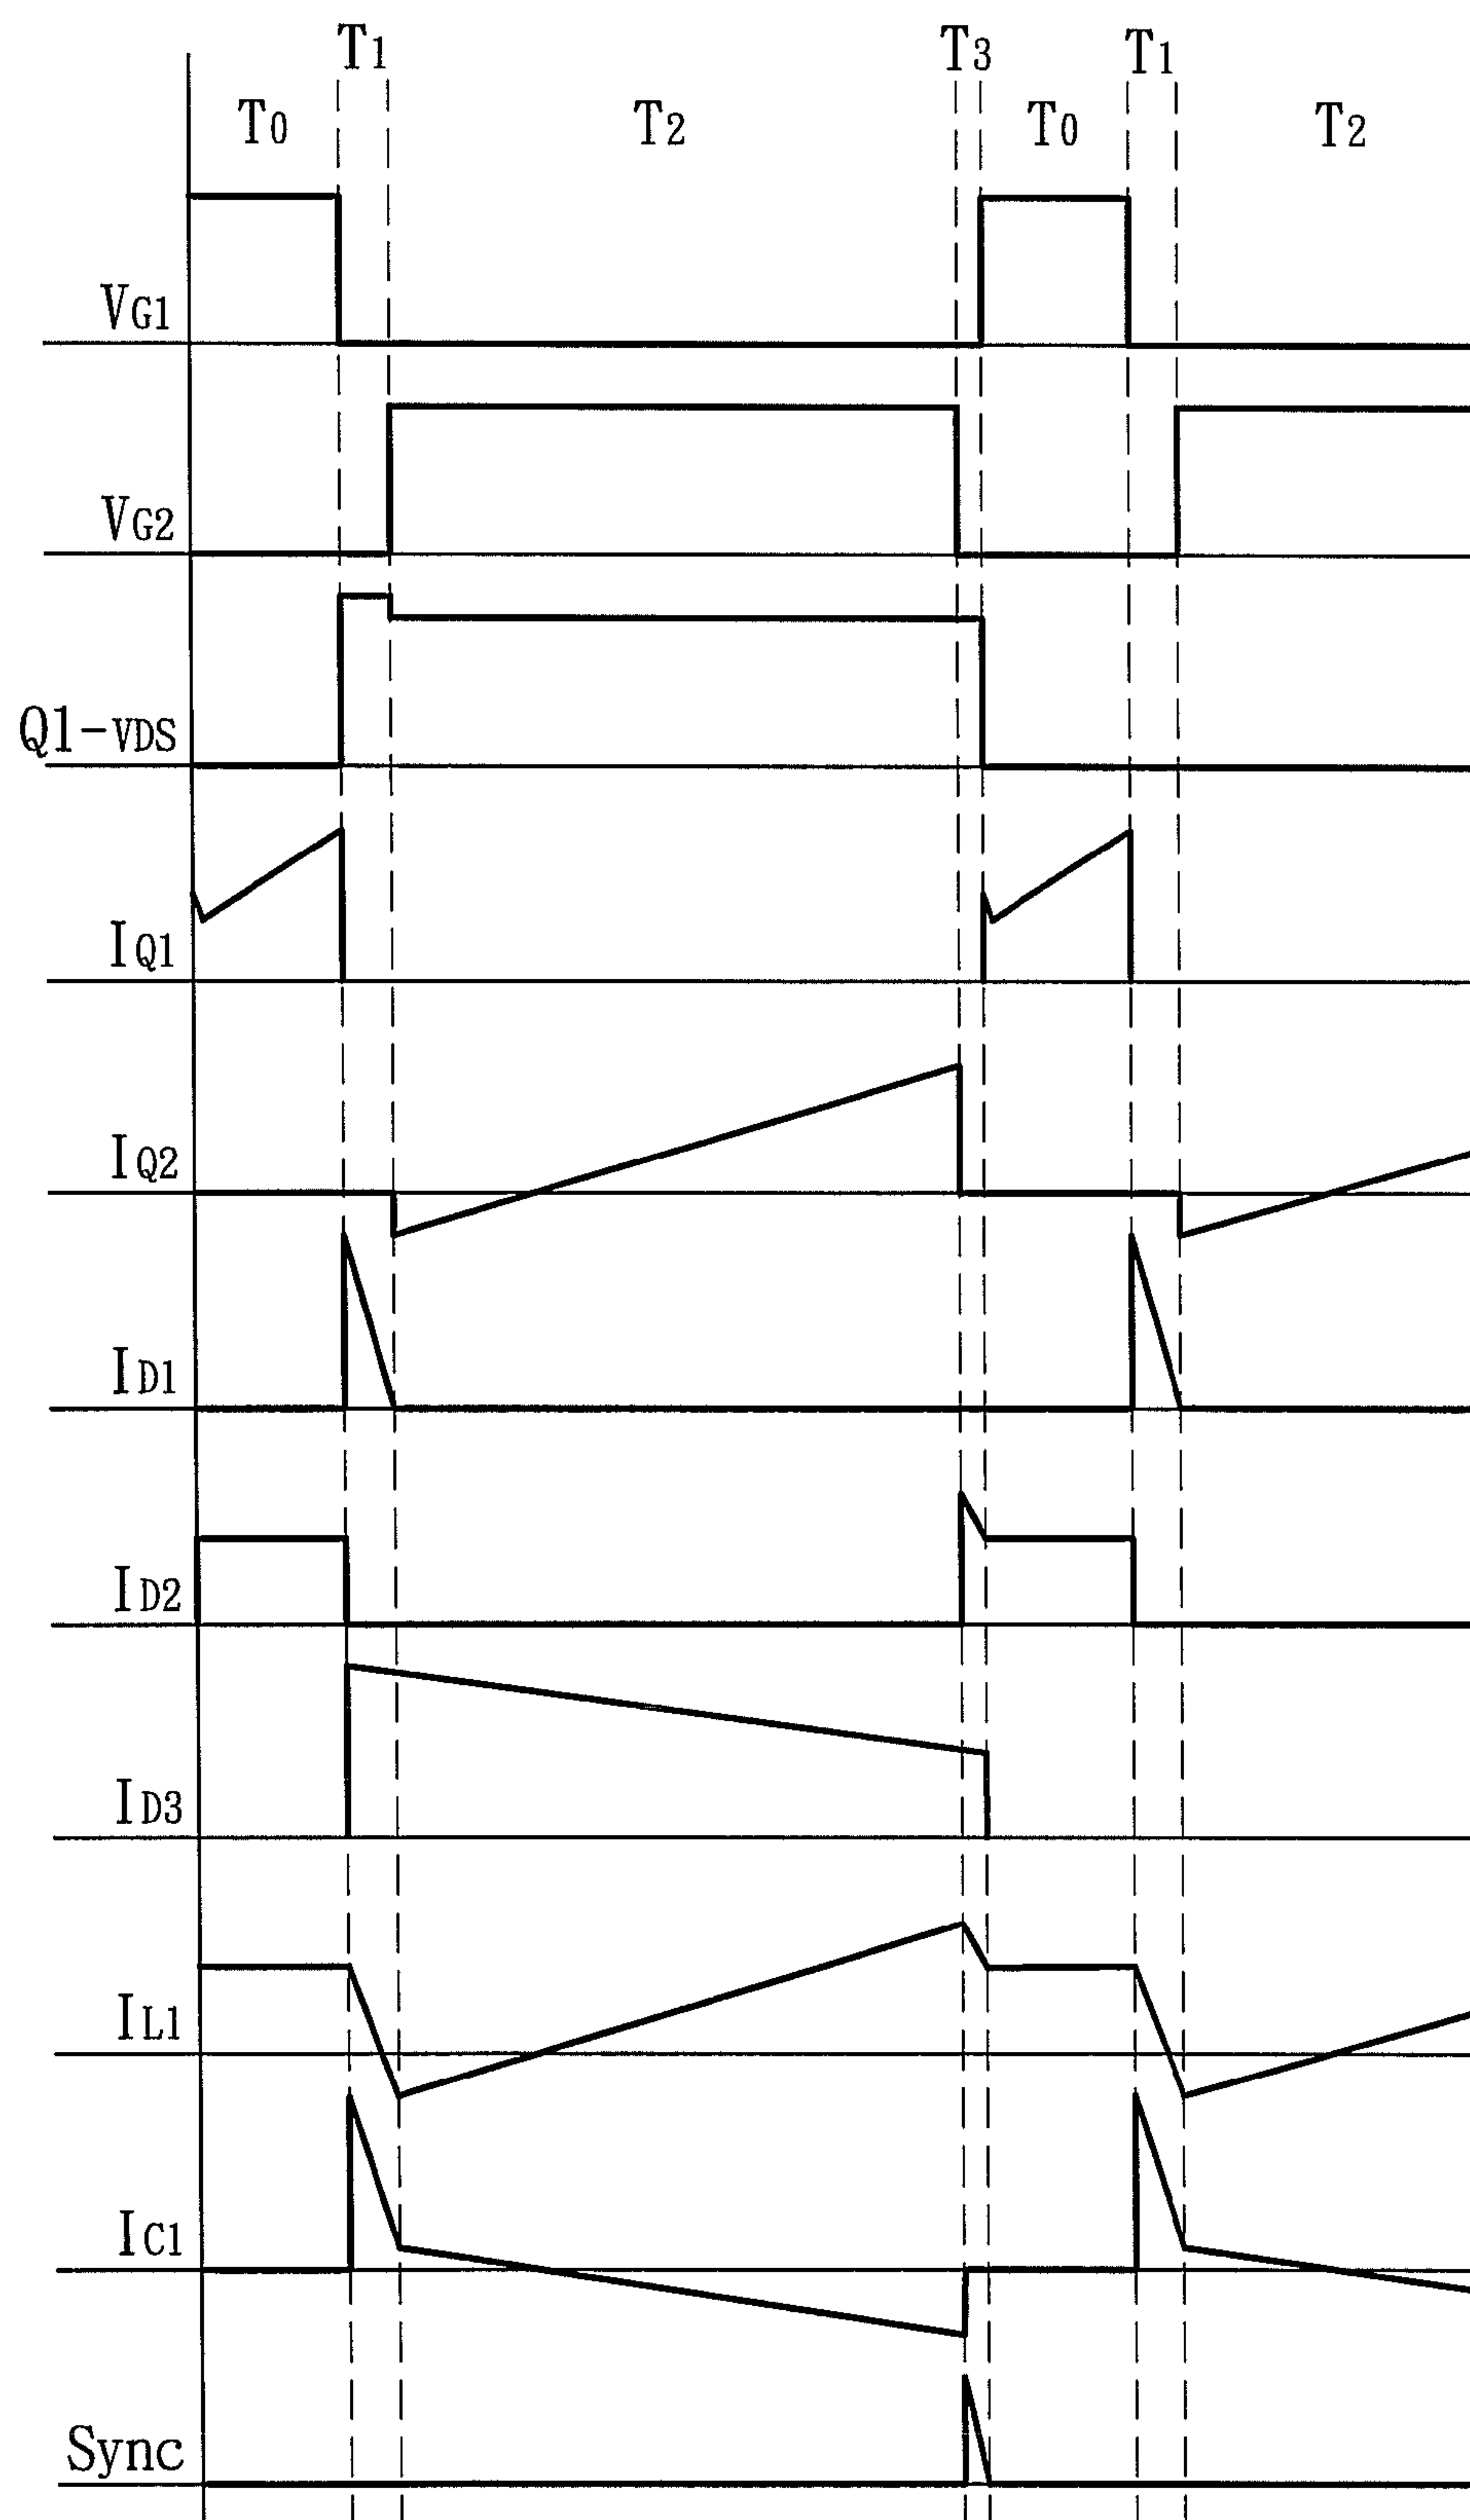 T1 T3 T1
T0 T2 T0 T2
VG1
VG2
Q1-VDS
IQ1
IQ2
ID1
ID2
ID3
IL1
IC1
Sync